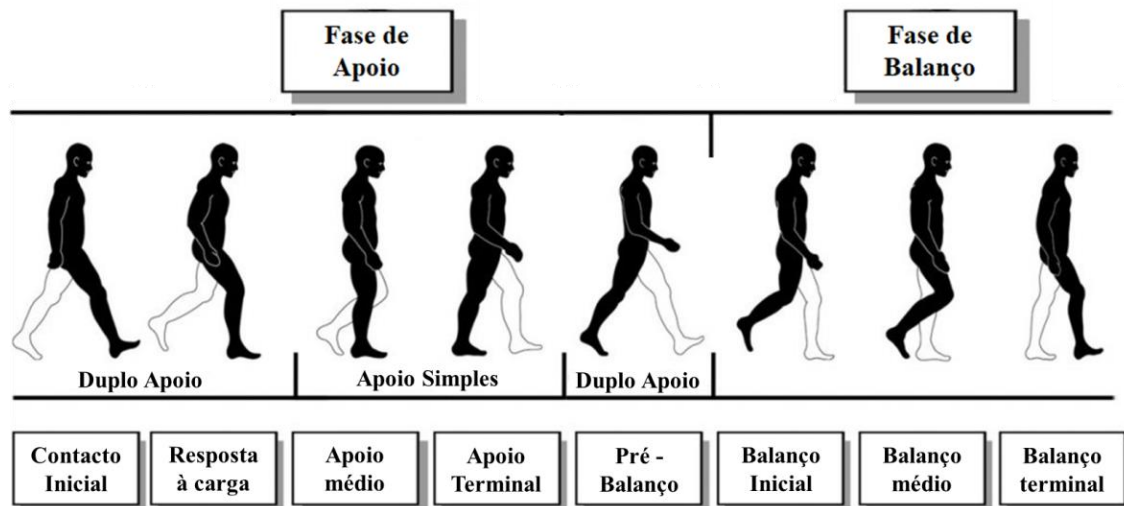 Fase de
Apoio
Fase de
Balanço
Duplo Apoio
Apoio Simples
Duplo Apoio
Contacto
Inicial
Resposta
à carga
Apoio
médio
Apoio
Terminal
Pré -
Balanço
Balanço
Inicial
Balanço
médio
Balanço
terminal